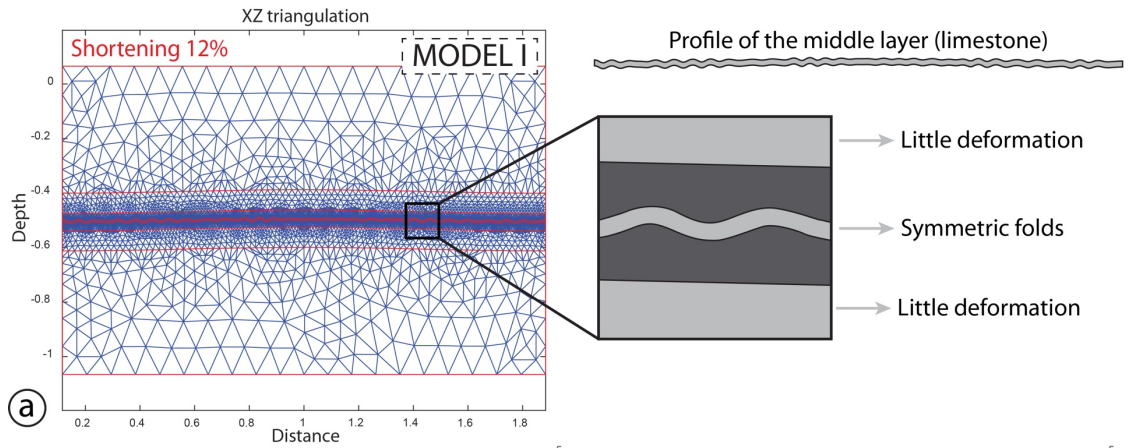 XZ triangulation
Shortening 12%
MODEL I
Profile of the middle layer (limestone)
0
-0.2
-0.4
-0.6
-0.8
-1
Depth
0.2 0.4 0.6 0.8 1 1.2 1.4 1.6 1.8
Distance
Little deformation
Symmetric folds
Little deformation
a